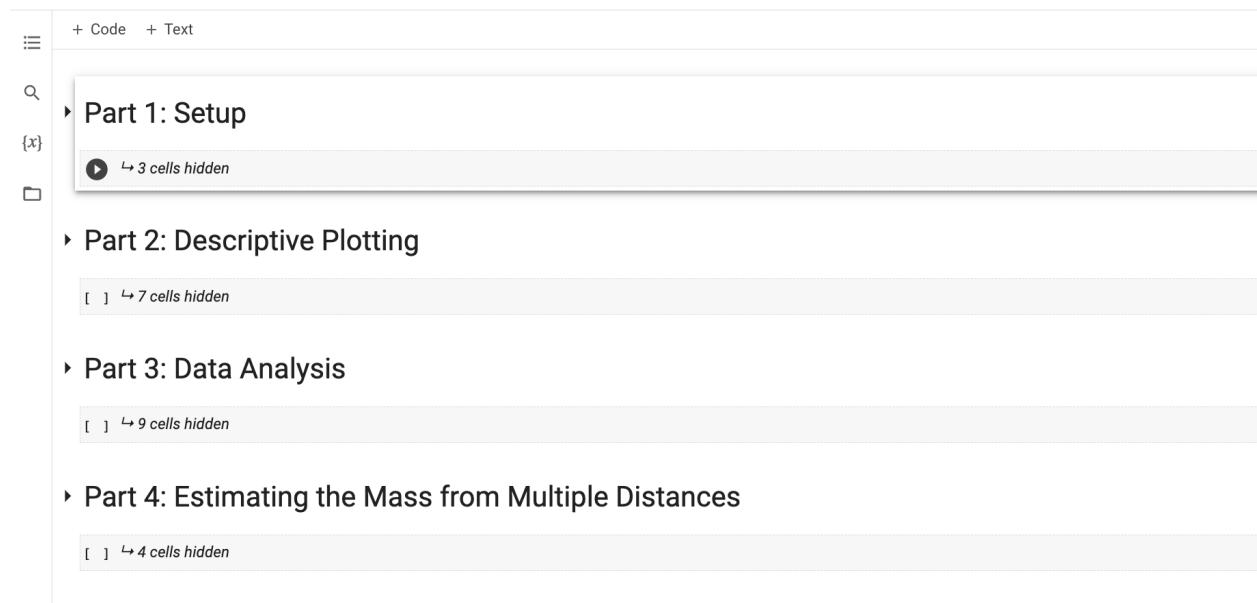 + Code + Text
{x}
Part 1: Setup
↳ 3 cells hidden
Part 2: Descriptive Plotting
[ ] ↳ 7 cells hidden
Part 3: Data Analysis
[ ] ↳ 9 cells hidden
Part 4: Estimating the Mass from Multiple Distances
[ ] ↳ 4 cells hidden